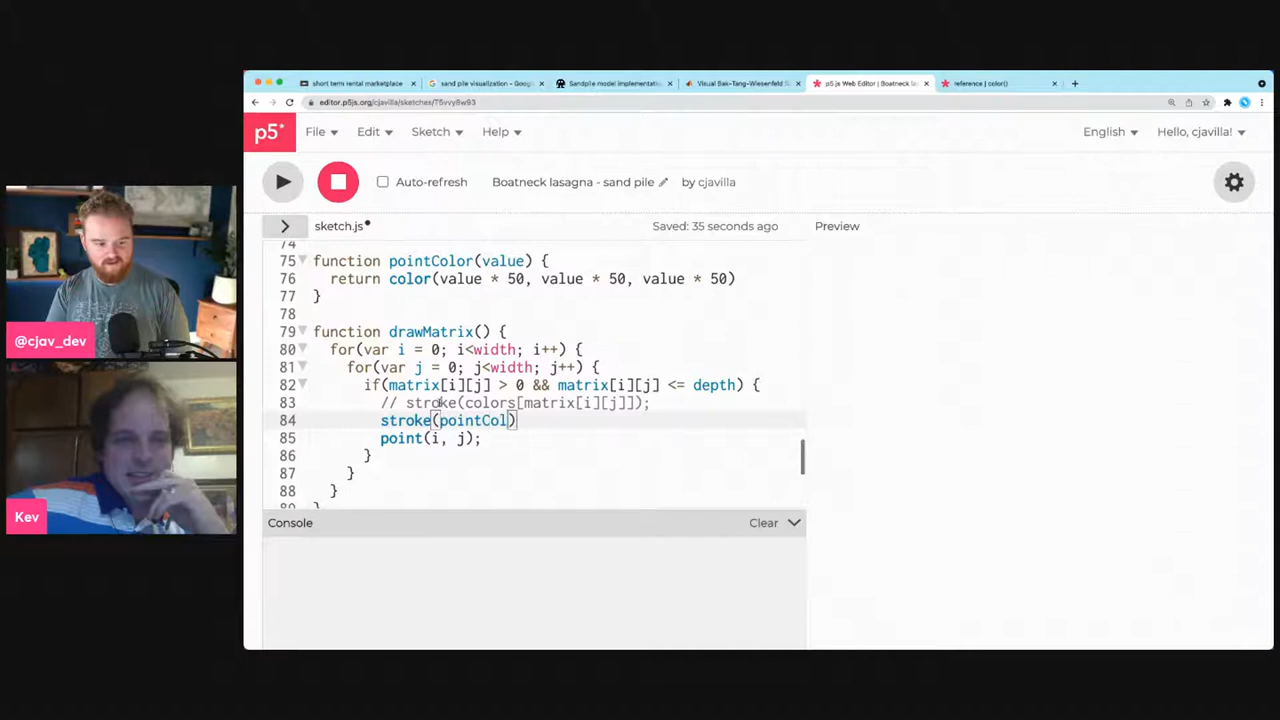 short term rental marketplace
sand pile visualization - Goog
Sandpile model implementatio
Visual Bak-Tang-Wiesenfeld S
p5.js Web Editor | Boatneck la
reference | color()
editor.p5js.org/cjavilla/sketches/T5vvy8w93
p5*
File
Edit
Sketch
Help
English
Hello, cjavilla!
Auto-refresh
Boatneck lasagna - sand pile
by cjavilla
sketch.js
Saved: 35 seconds ago
Preview
74
75 function pointColor(value) {
76 return color(value * 50, value * 50, value * 50)
77 }
78
79 function drawMatrix() {
80 for(var i = 0; i<width; i++) {
81 for(var j = 0; j<width; j++) {
82 if(matrix[i][j] > 0 && matrix[i][j] <= depth) {
83 // stroke(colors[matrix[i][j]]);
84 stroke(pointCol)
85 point(i, j);
86 }
87 }
88 }
89 }
Console
Clear
@cjav_dev
Kev